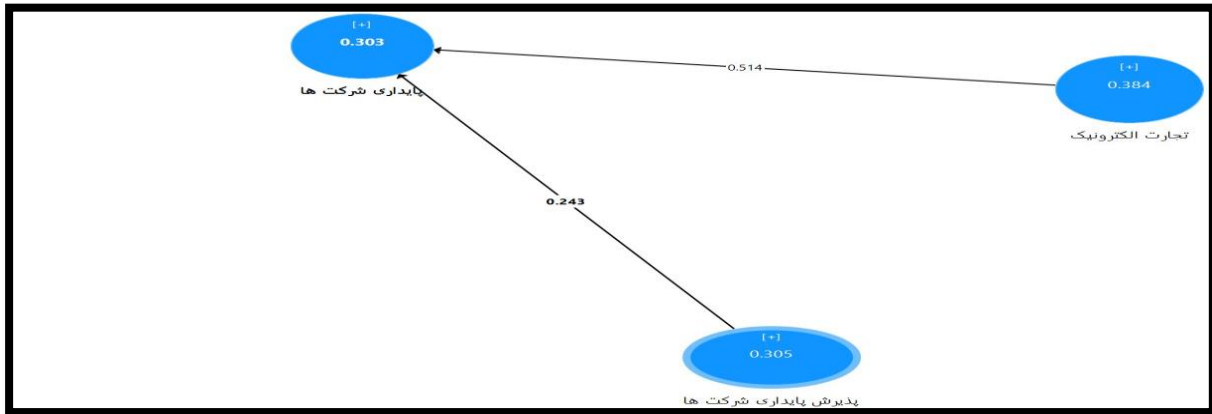 [+]
0.303
پایداری شرکت ها
0.514
[+]
0.384
تجارت الکترونیک
0.243
[+]
0.305
پذیرش پایداری شرکت ها